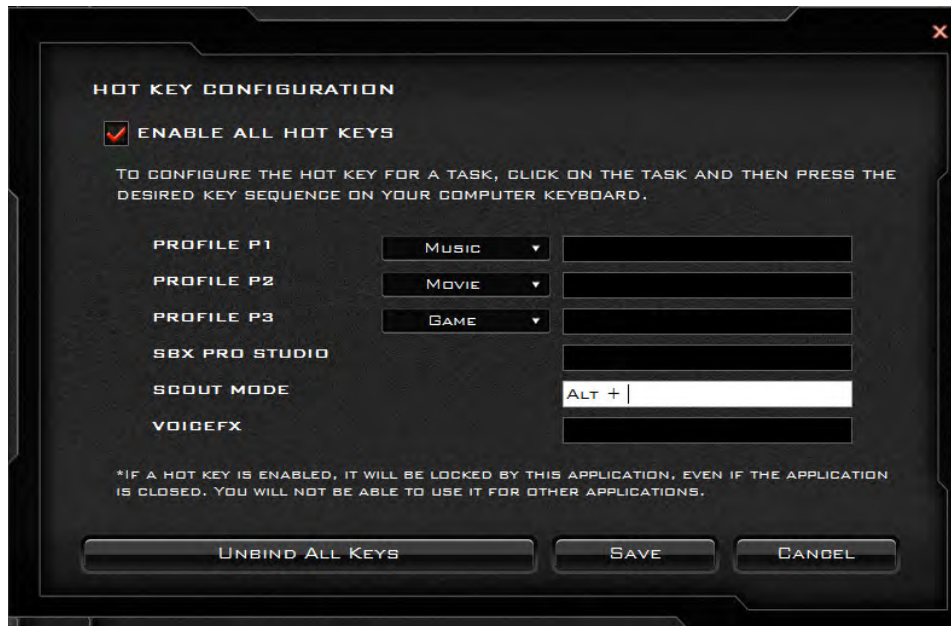 HOT KEY CONFIGURATION
ENABLE ALL HOT KEYS
TO CONFIGURE THE HOT KEY FOR A TASK, CLICK ON THE TASK AND THEN PRESS THE
DESIRED KEY SEQUENCE ON YOUR COMPUTER KEYBOARD.
PROFILE P1 MUSIC
PROFILE P2 MOVIE
PROFILE P3 GAME
SBX PRO STUDIO
SCOUT MODE ALT +
VOICEFX
*IF A HOT KEY IS ENABLED, IT WILL BE LOCKED BY THIS APPLICATION, EVEN IF THE APPLICATION
IS CLOSED. YOU WILL NOT BE ABLE TO USE IT FOR OTHER APPLICATIONS.
UNBIND ALL KEYS SAVE CANCEL